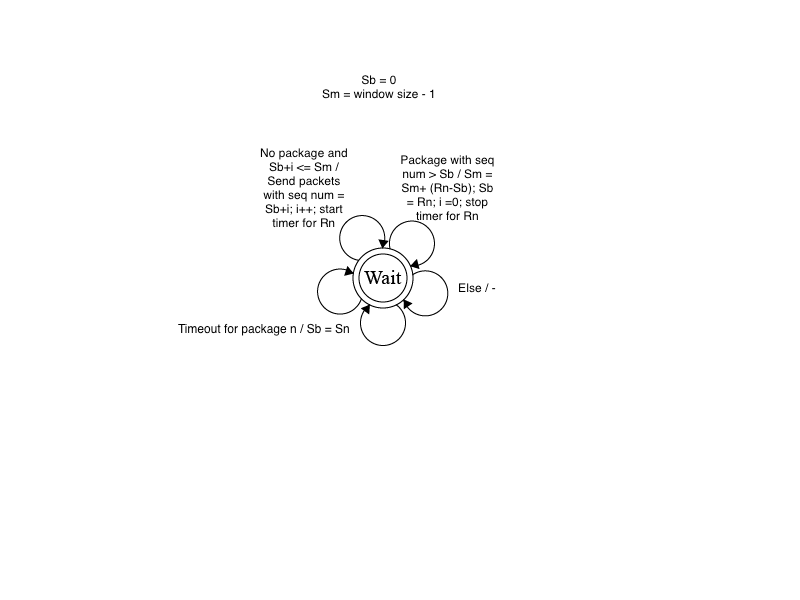 Sb = 0
Sm = window size - 1
No package and
Sb+i <= Sm /
Send packets
with seq num =
Sb+i; i++; start
timer for Rn
Package with seq
num > Sb / Sm =
Sm+ (Rn-Sb); Sb
= Rn; i =0; stop
timer for Rn
Wait
Else / -
Timeout for package n / Sb = Sn